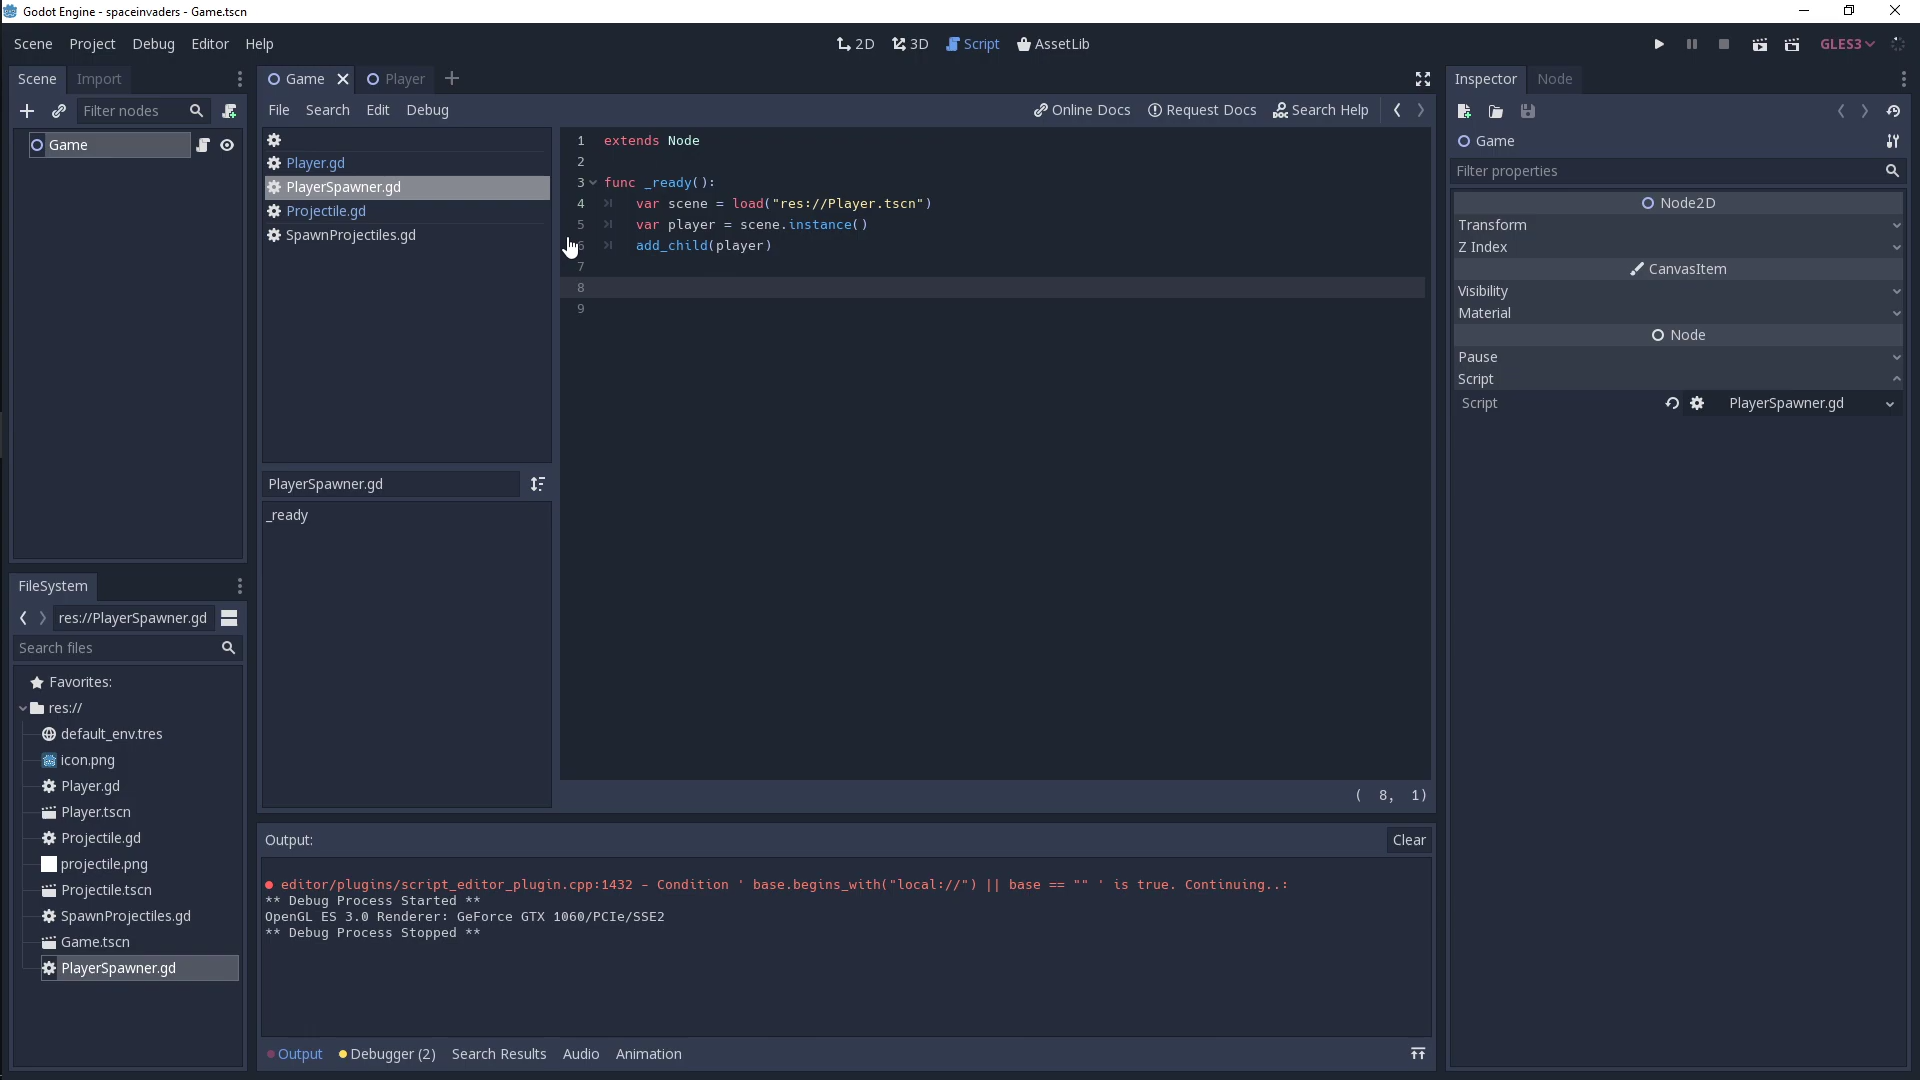 Godot Engine - spaceinvaders - Game.tscn
Scene Project Debug Editor Help
2D 3D Script AssetLib
GLES3
Scene Import
Filter nodes
Game
Game Player
File Search Edit Debug
Online Docs Request Docs Search Help
Player.gd
PlayerSpawner.gd
Projectile.gd
SpawnProjectiles.gd
PlayerSpawner.gd
_ready
1 extends Node
2
3 func _ready():
4 var scene = load("res://Player.tscn")
5 var player = scene.instance()
6 add_child(player)
7
8
9
( 8, 1)
Output:
Clear
editor/plugins/script_editor_plugin.cpp:1432 - Condition ' base.begins_with("local://") || base == "" ' is true. Continuing..:
** Debug Process Started **
OpenGL ES 3.0 Renderer: GeForce GTX 1060/PCIe/SSE2
** Debug Process Stopped **
Output Debugger (2) Search Results Audio Animation
FileSystem
res://PlayerSpawner.gd
Search files
Favorites:
res://
default_env.tres
icon.png
Player.gd
Player.tscn
Projectile.gd
projectile.png
Projectile.tscn
SpawnProjectiles.gd
Game.tscn
PlayerSpawner.gd
Inspector Node
Game
Filter properties
Node2D
Transform
Z Index
CanvasItem
Visibility
Material
Node
Pause
Script
Script PlayerSpawner.gd